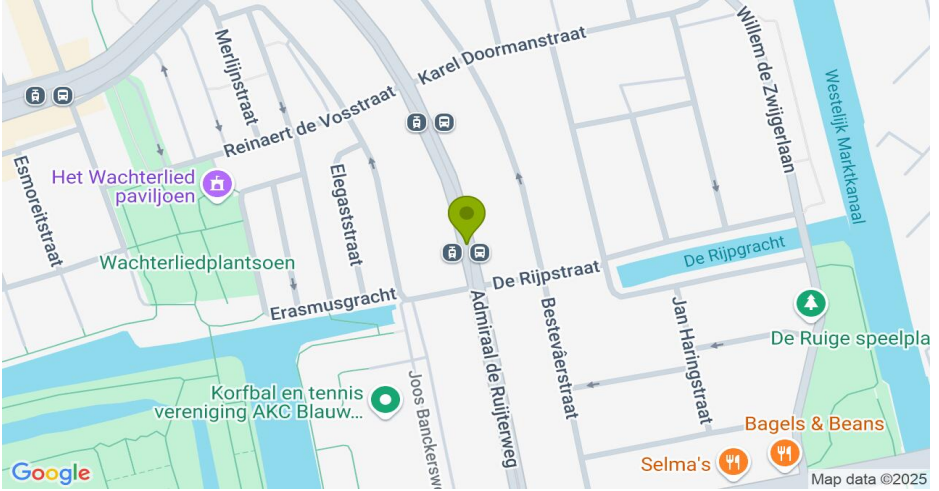 Merlijnstraat
Karel Doormanstraat
Willem de Zwijgerlaan
Reinaert de Vosstraat
Westelijk Marktkanaal
Esmoreitstraat
Het Wachterlied
paviljoen
Elegaststraat
Wachterliedplantsoen
De Rijpgracht
De Rijpstraat
Erasmusgracht
Admiraal de Ruijterweg
Bestevâerstraat
Jan Haringstraat
De Ruige speelpla
Korfbal en tennis
vereniging AKC Blauw...
Joos Banckersw
Bagels & Beans
Selma's
Google
Map data ©2025